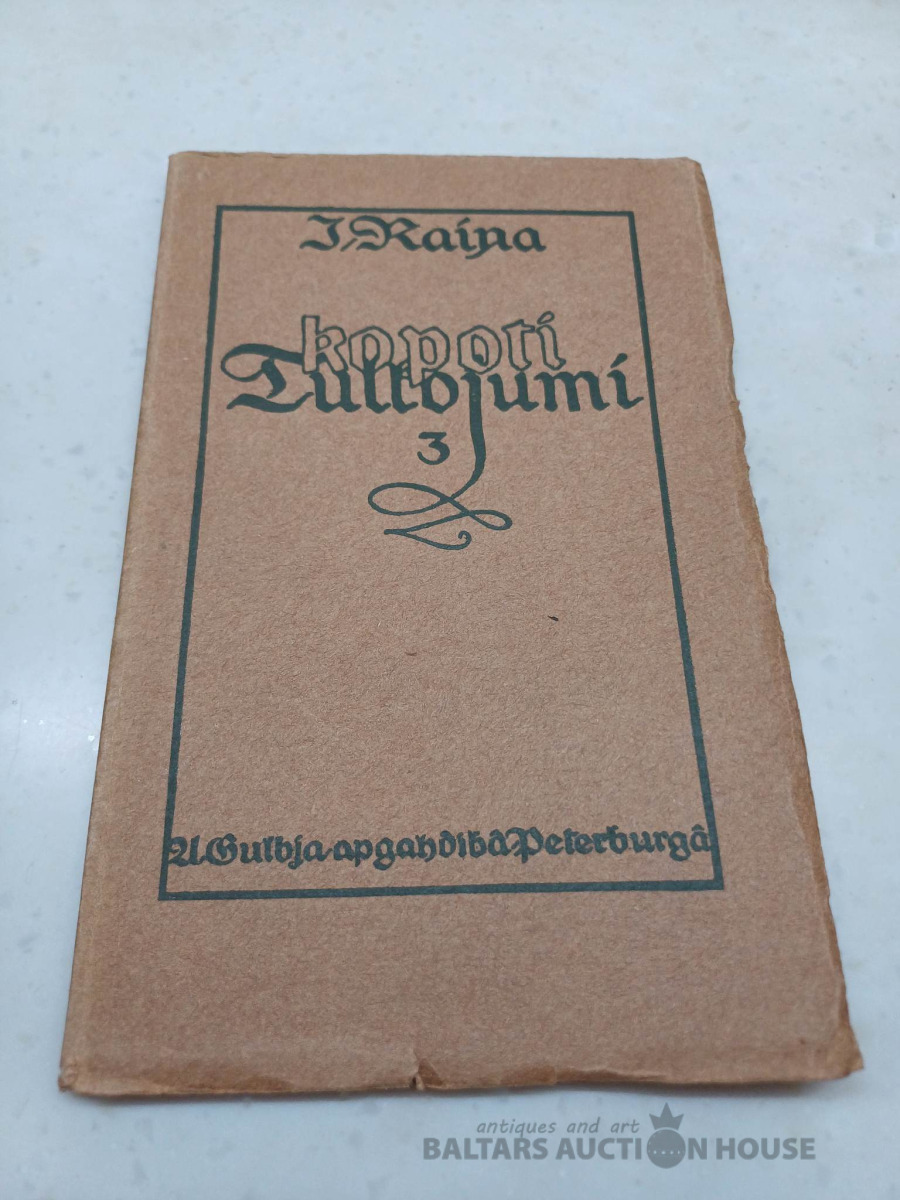 J. Raiņa
kopoti
Tulkojumi
3
A. Gulbja apgahdibâ Peterburgâ
antiques and art
BALTARS AUCTION HOUSE